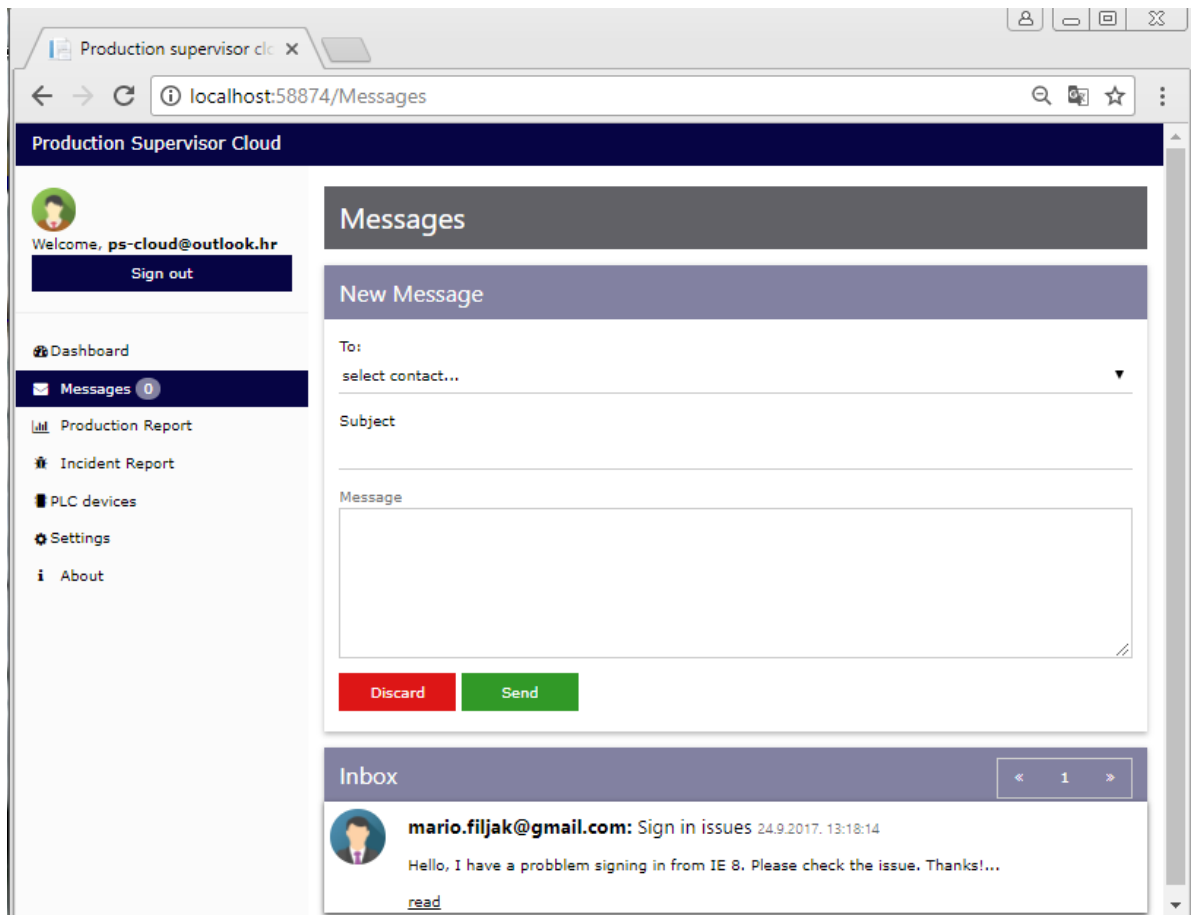 Production supervisor clo
localhost:58874/Messages
Production Supervisor Cloud
Welcome, ps-cloud@outlook.hr
Sign out
Dashboard
Messages 0
Production Report
Incident Report
PLC devices
Settings
About
Messages
New Message
To:
select contact...
Subject
Message
Discard Send
Inbox « 1 »
mario.filjak@gmail.com: Sign in issues 24.9.2017. 13:18:14
Hello, I have a probblem signing in from IE 8. Please check the issue. Thanks!...
read